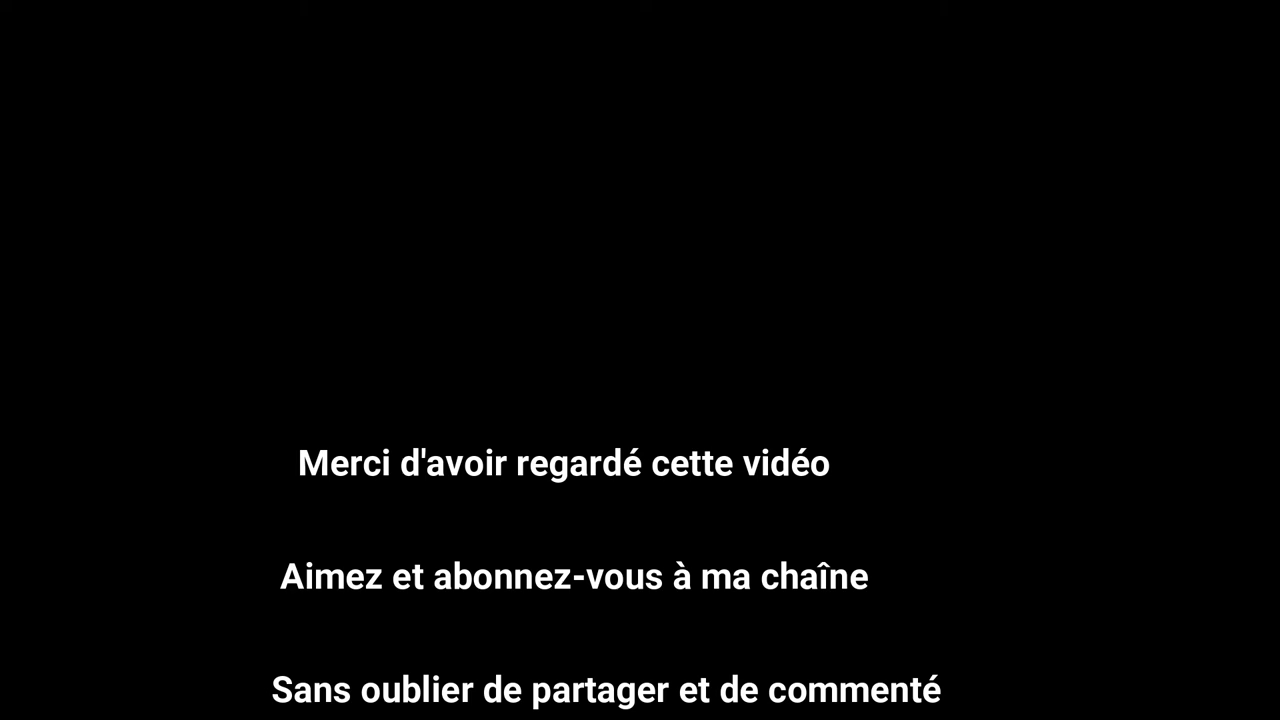 Merci d'avoir regardé cette vidéo
Aimez et abonnez-vous à ma chaîne
Sans oublier de partager et de commenté